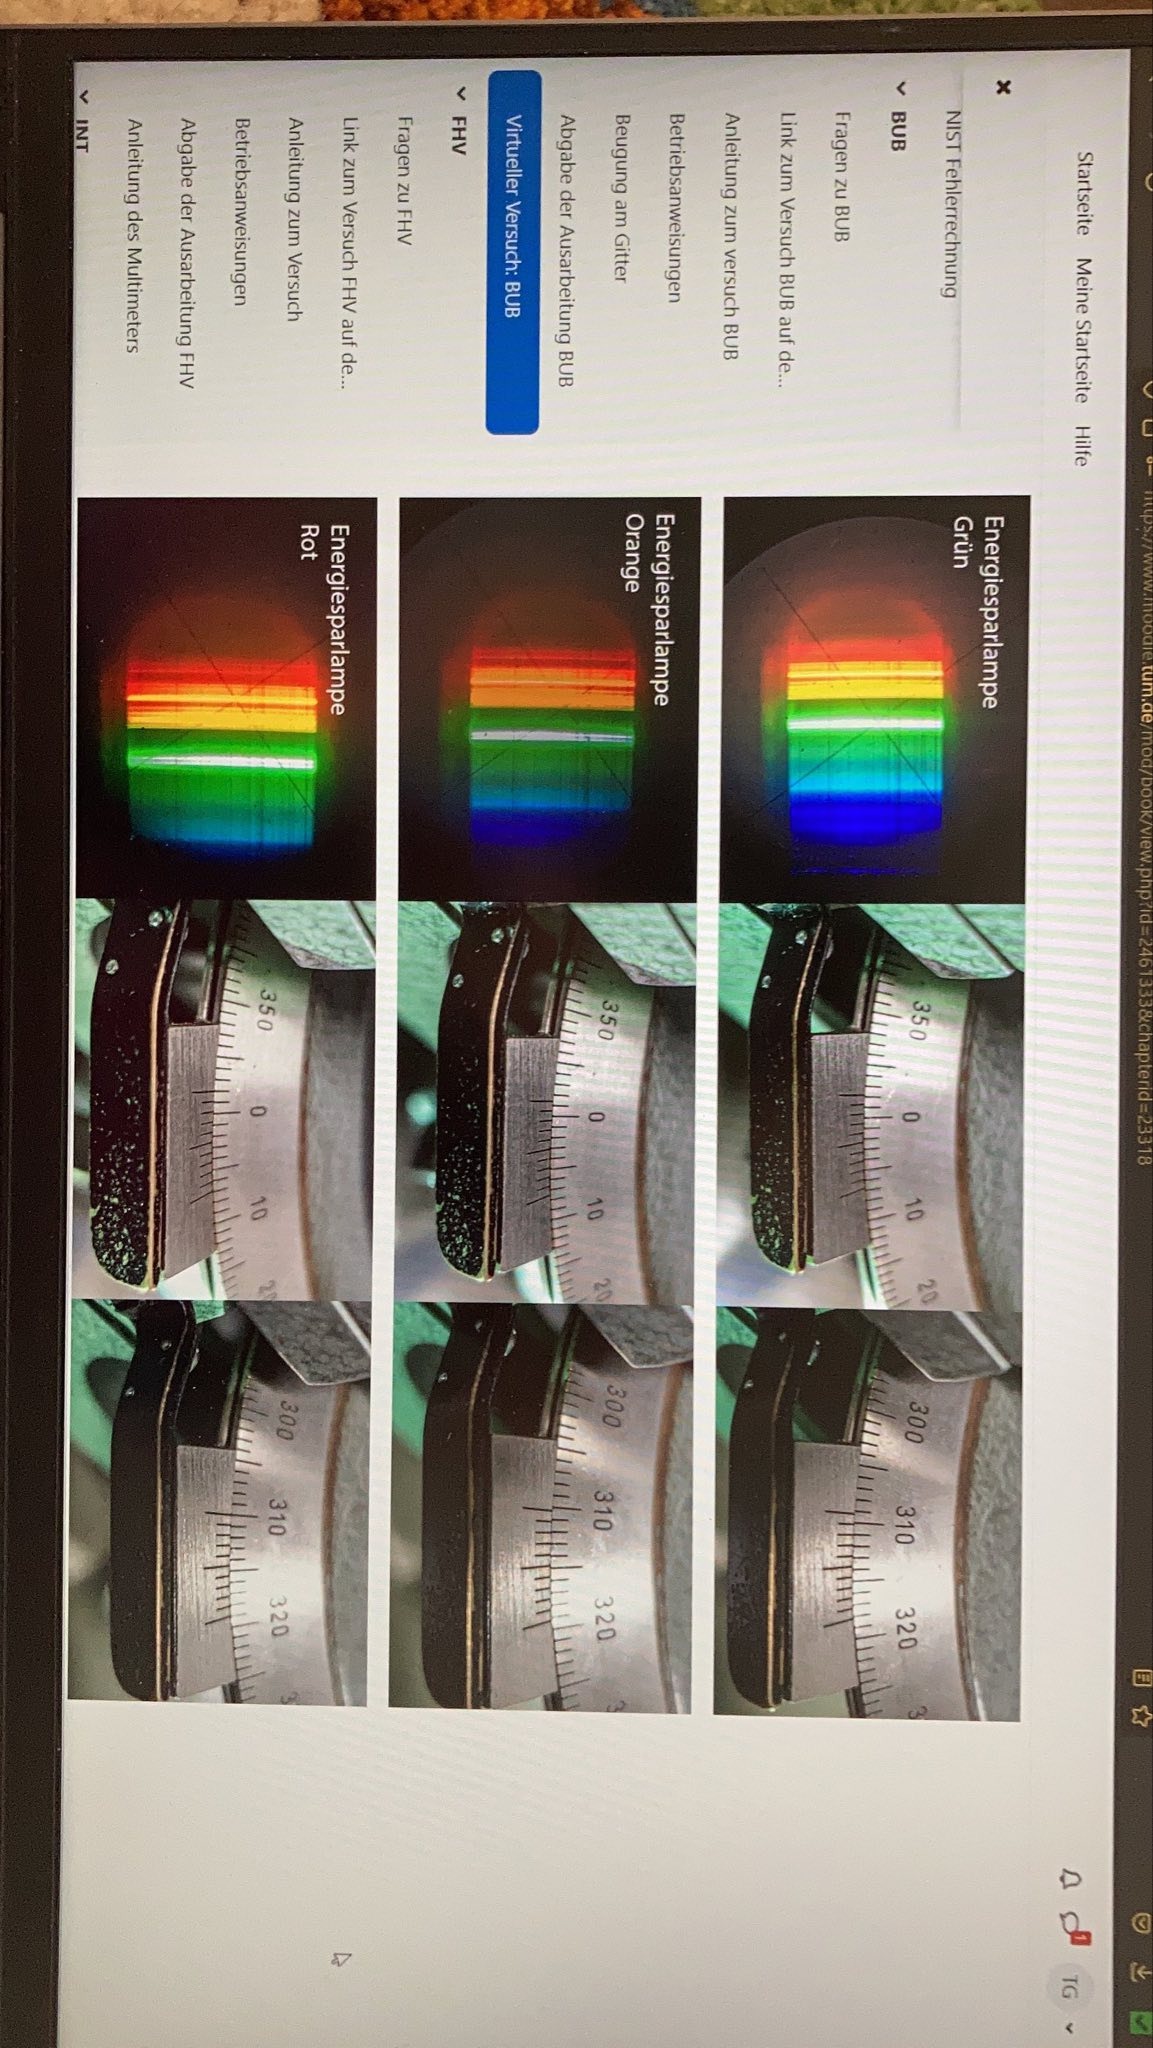 https://www.moodle.tum.de/mod/book/view.php?id=2461333&chapterid=23318
Startseite Meine Startseite Hilfe
1
TG
NIST Fehlerrechnung
BUB
Fragen zu BUB
Link zum Versuch BUB auf de...
Anleitung zum versuch BUB
Betriebsanweisungen
Beugung am Gitter
Abgabe der Ausarbeitung BUB
Virtueller Versuch: BUB
FHV
Fragen zu FHV
Link zum Versuch FHV auf de...
Anleitung zum Versuch
Betriebsanweisungen
Abgabe der Ausarbeitung FHV
Anleitung des Multimeters
INT
Energiesparlampe
Grün
350 0 10 20
300 310 320 3
Energiesparlampe
Orange
350 0 10 20
300 310 320 3
Energiesparlampe
Rot
350 0 10 20
300 310 320 3